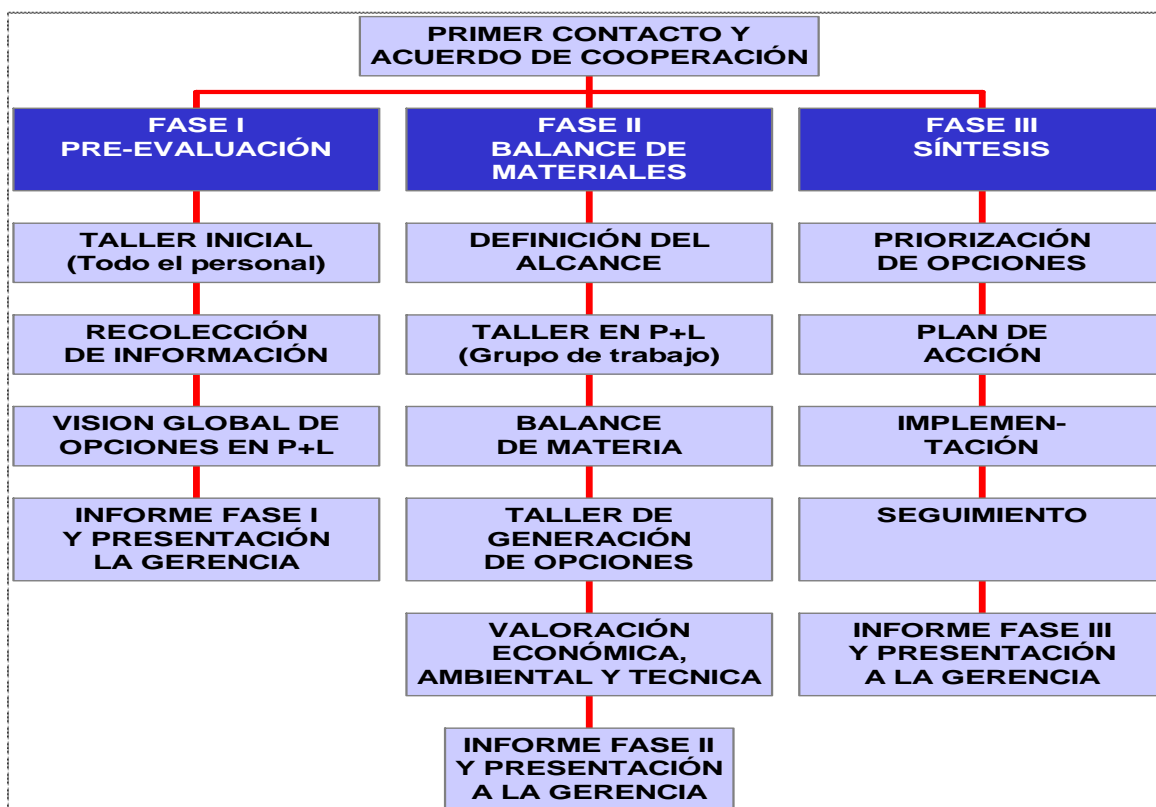 PRIMER CONTACTO Y
ACUERDO DE COOPERACIÓN
FASE I
PRE-EVALUACIÓN
TALLER INICIAL
(Todo el personal)
RECOLECCIÓN
DE INFORMACIÓN
VISION GLOBAL DE
OPCIONES EN P+L
INFORME FASE I
Y PRESENTACIÓN
LA GERENCIA
FASE II
BALANCE DE
MATERIALES
DEFINICIÓN DEL
ALCANCE
TALLER EN P+L
(Grupo de trabajo)
BALANCE
DE MATERIA
TALLER DE
GENERACIÓN
DE OPCIONES
VALORACIÓN
ECONÓMICA,
AMBIENTAL Y TECNICA
INFORME FASE II
Y PRESENTACIÓN
A LA GERENCIA
FASE III
SÍNTESIS
PRIORIZACIÓN
DE OPCIONES
PLAN DE
ACCIÓN
IMPLEMEN-
TACIÓN
SEGUIMIENTO
INFORME FASE III
Y PRESENTACIÓN
A LA GERENCIA